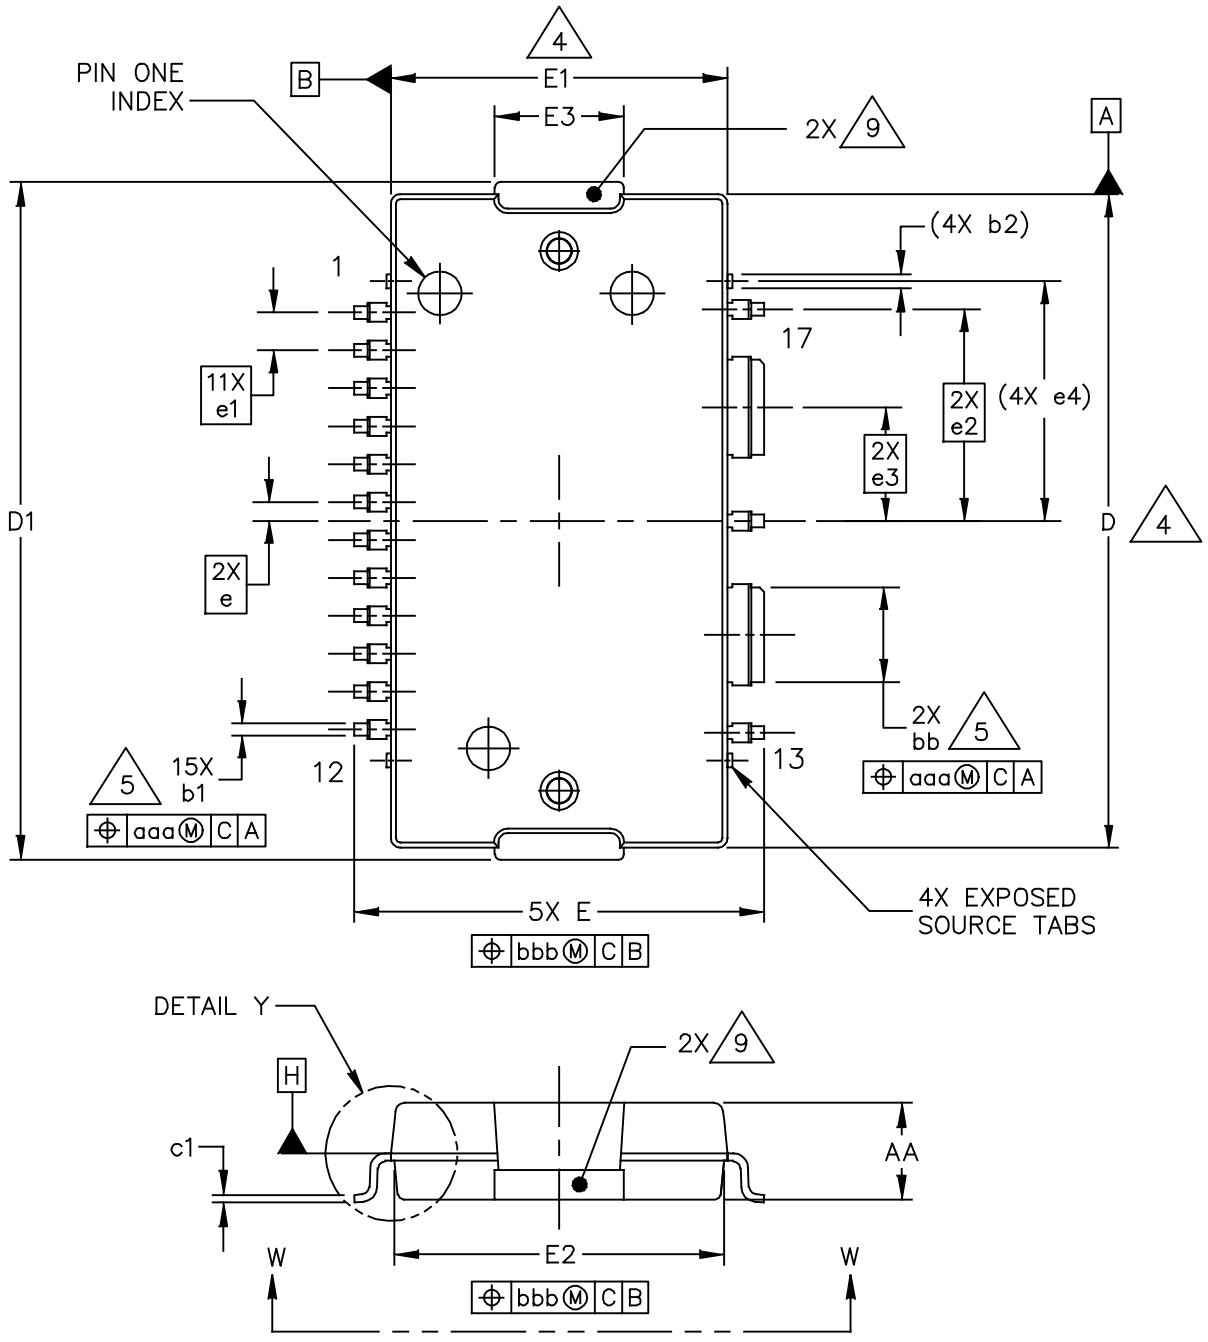 4
PIN ONE
INDEX
B
E1
E3
2X 9
A
(4X b2)
1
17
11X
e1
2X
e2
(4X e4)
2X
e3
D1
D 4
2X
e
2X
bb 5
⌖ aaa Ⓜ C A
5 15X
b1
12
13
⌖ aaa Ⓜ C A
4X EXPOSED
SOURCE TABS
5X E
⌖ bbb Ⓜ C B
DETAIL Y
2X 9
H
c1
AA
E2
W
W
⌖ bbb Ⓜ C B